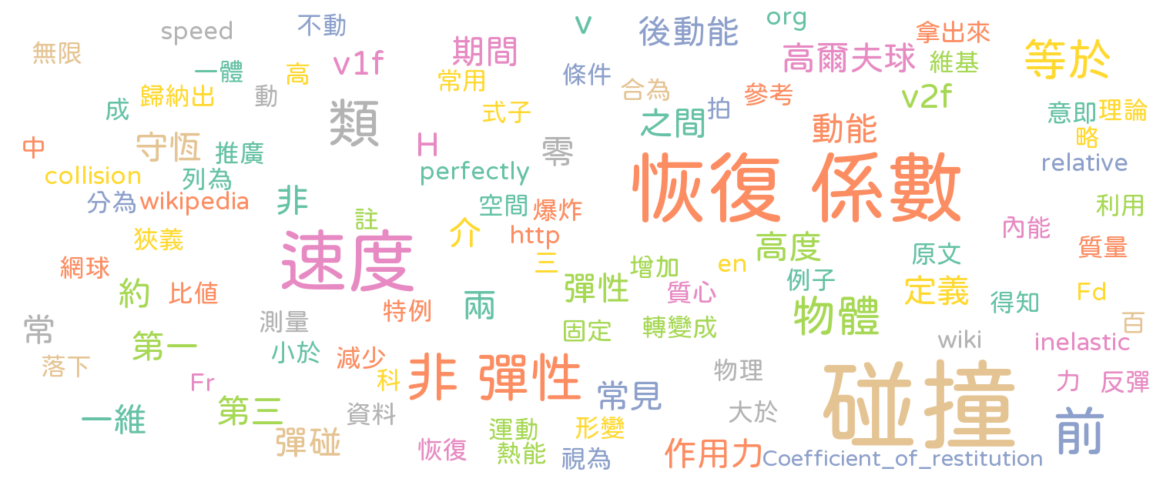 speed
不動
v
org
後動能
拿出來
無限
一體
v1f
期間
高爾夫球
維基
等於
高
常用
條件
合為
參考
v2f
成
歸納出
動
類
式子
之間
拍
動能
意即
理論
略
中
守恆
推廣
H
零
恢復 係數
relative
collision
列為
perfectly
分為
wikipedia
非
註
空間
爆炸
利用
狹義
速度
介
http
高度
原文
內能
質量
網球
三
彈性
增加
en
例子
約
比值
特例
兩
質心
物體
定義
得知
Fd
常
測量
固定
轉變成
百
第一
小於
減少
wiki
inelastic
落下
Fr
科
非 彈性
常見
物理
碰撞
力
反彈
一維
第三
資料
大於
前
彈碰
恢復
運動
熱能
形變
視為
作用力
Coefficient_of_restitution